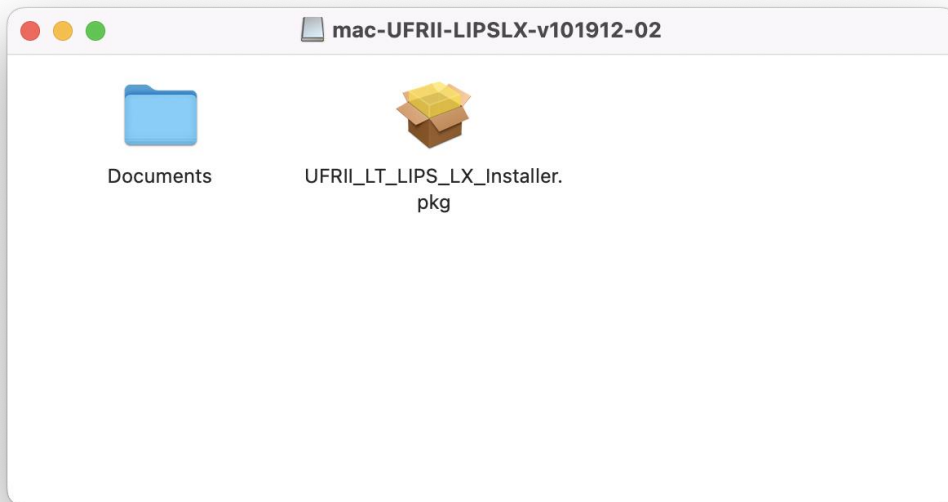 mac-UFRII-LIPSLX-v101912-02
Documents
UFRII_LT_LIPS_LX_Installer.
pkg